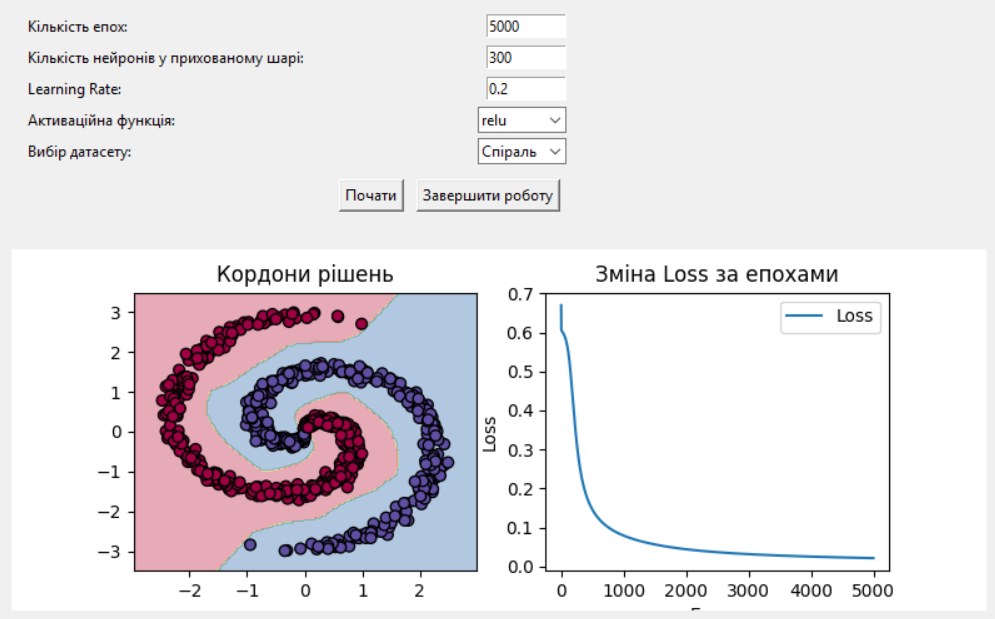 Кількість епох: 5000
Кількість нейронів у прихованому шарі: 300
Learning Rate: 0.2
Активаційна функція: relu
Вибір датасету: Спіраль
Почати Завершити роботу
Кордони рішень
3
2
1
0
−1
−2
−3
−2 −1 0 1 2
Зміна Loss за епохами
Loss
Loss
0.7
0.6
0.5
0.4
0.3
0.2
0.1
0.0
0 1000 2000 3000 4000 5000